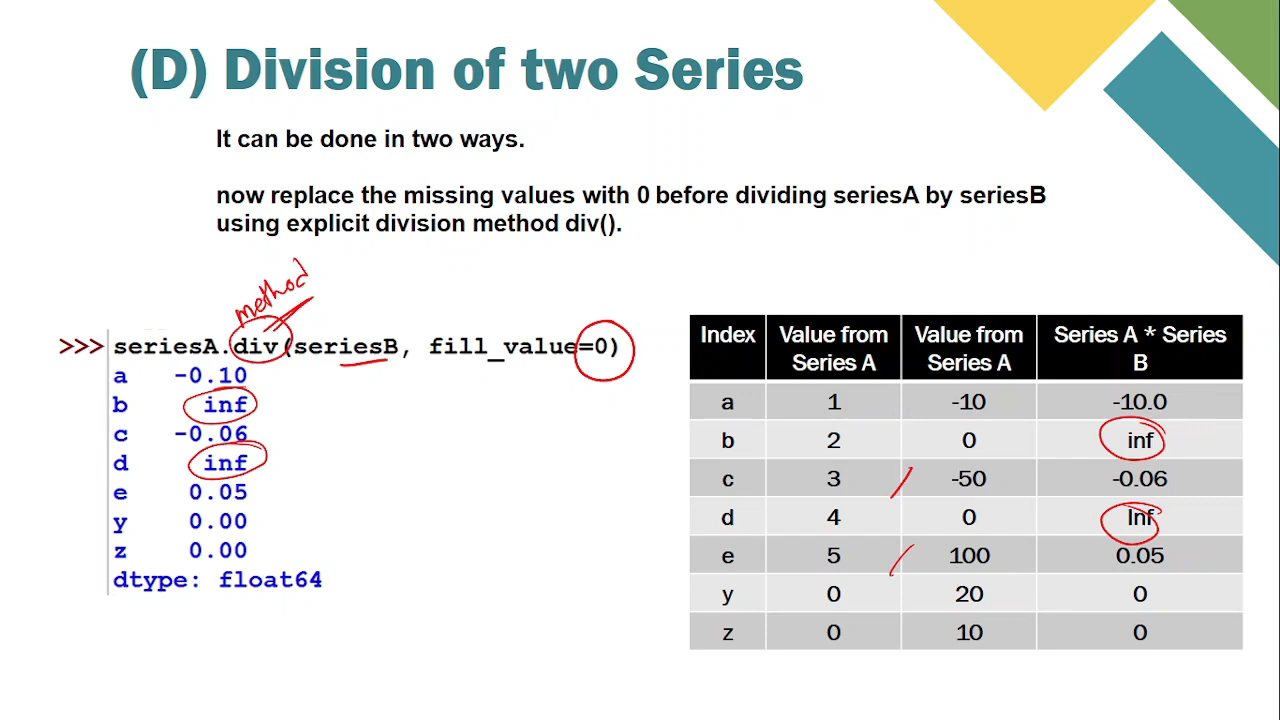 (D) Division of two Series
It can be done in two ways.
now replace the missing values with 0 before dividing seriesA by seriesB
using explicit division method div().
method
>>> seriesA.div(seriesB, fill_value=0)
a -0.10
b inf
c -0.06
d inf
e 0.05
y 0.00
z 0.00
dtype: float64
Index Value from Series A Value from Series A Series A * Series B
a 1 -10 -10.0
b 2 0 inf
c 3 -50 -0.06
d 4 0 Inf
e 5 100 0.05
y 0 20 0
z 0 10 0